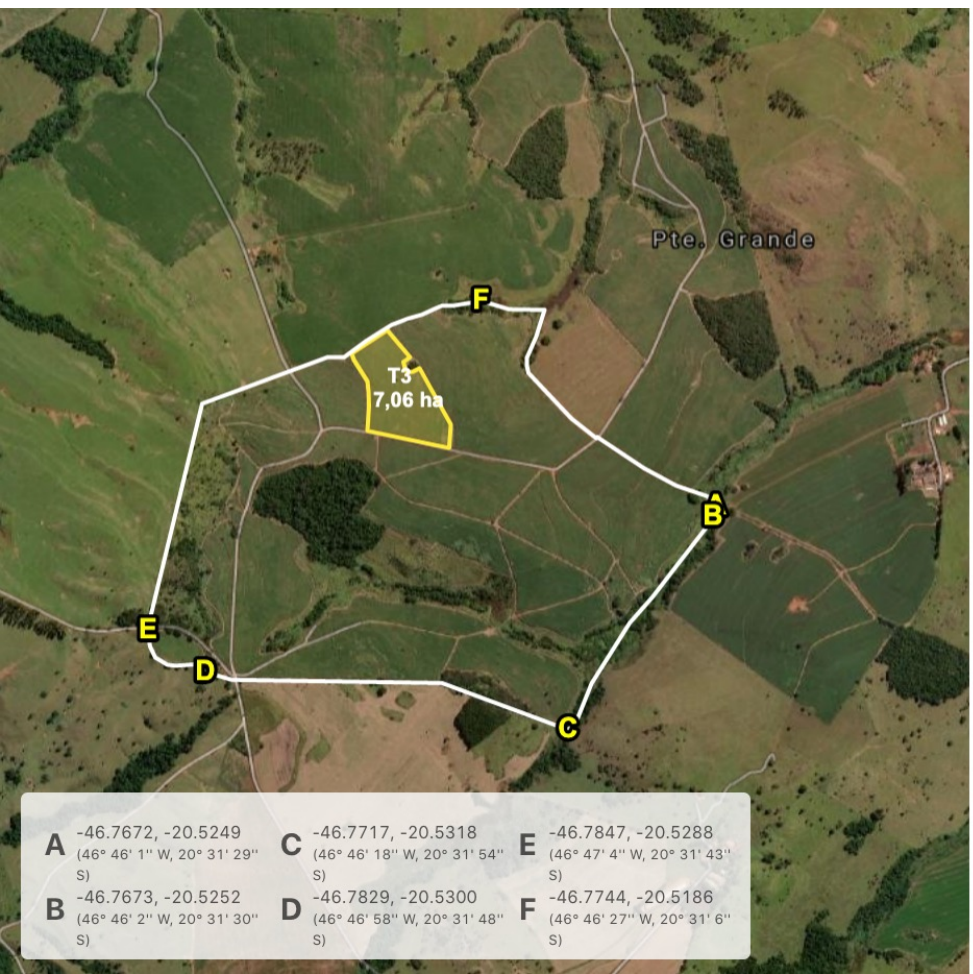 Pte. Grande
F
T3
7,06 ha
A
B
E
D
C
A -46.7672, -20.5249
(46° 46' 1'' W, 20° 31' 29''
S)
C -46.7717, -20.5318
(46° 46' 18'' W, 20° 31' 54''
S)
E -46.7847, -20.5288
(46° 47' 4'' W, 20° 31' 43''
S)
B -46.7673, -20.5252
(46° 46' 2'' W, 20° 31' 30''
S)
D -46.7829, -20.5300
(46° 46' 58'' W, 20° 31' 48''
S)
F -46.7744, -20.5186
(46° 46' 27'' W, 20° 31' 6''
S)